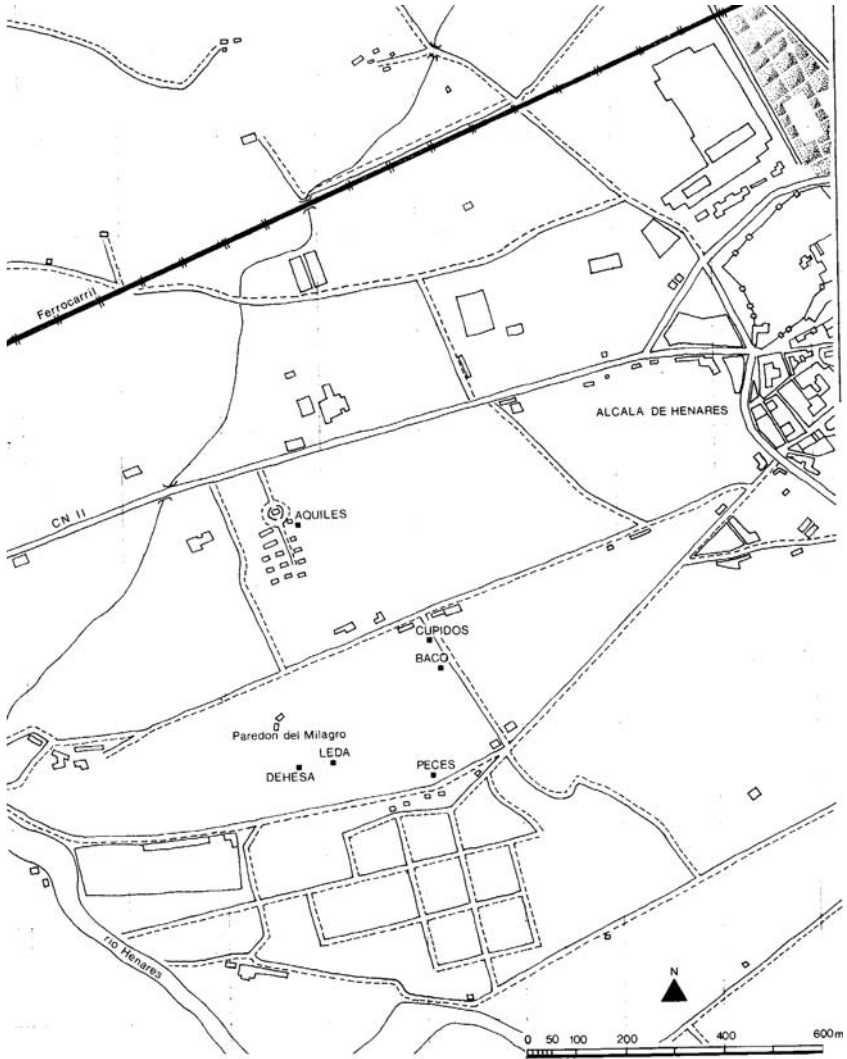 Ferrocarril
ALCALA DE HENARES
CN II
AQUILES
CUPIDOS
BACO
Paredon del Milagro
LEDA
DEHESA
PECES
rio Henares
N
0 50 100 200 400 600m